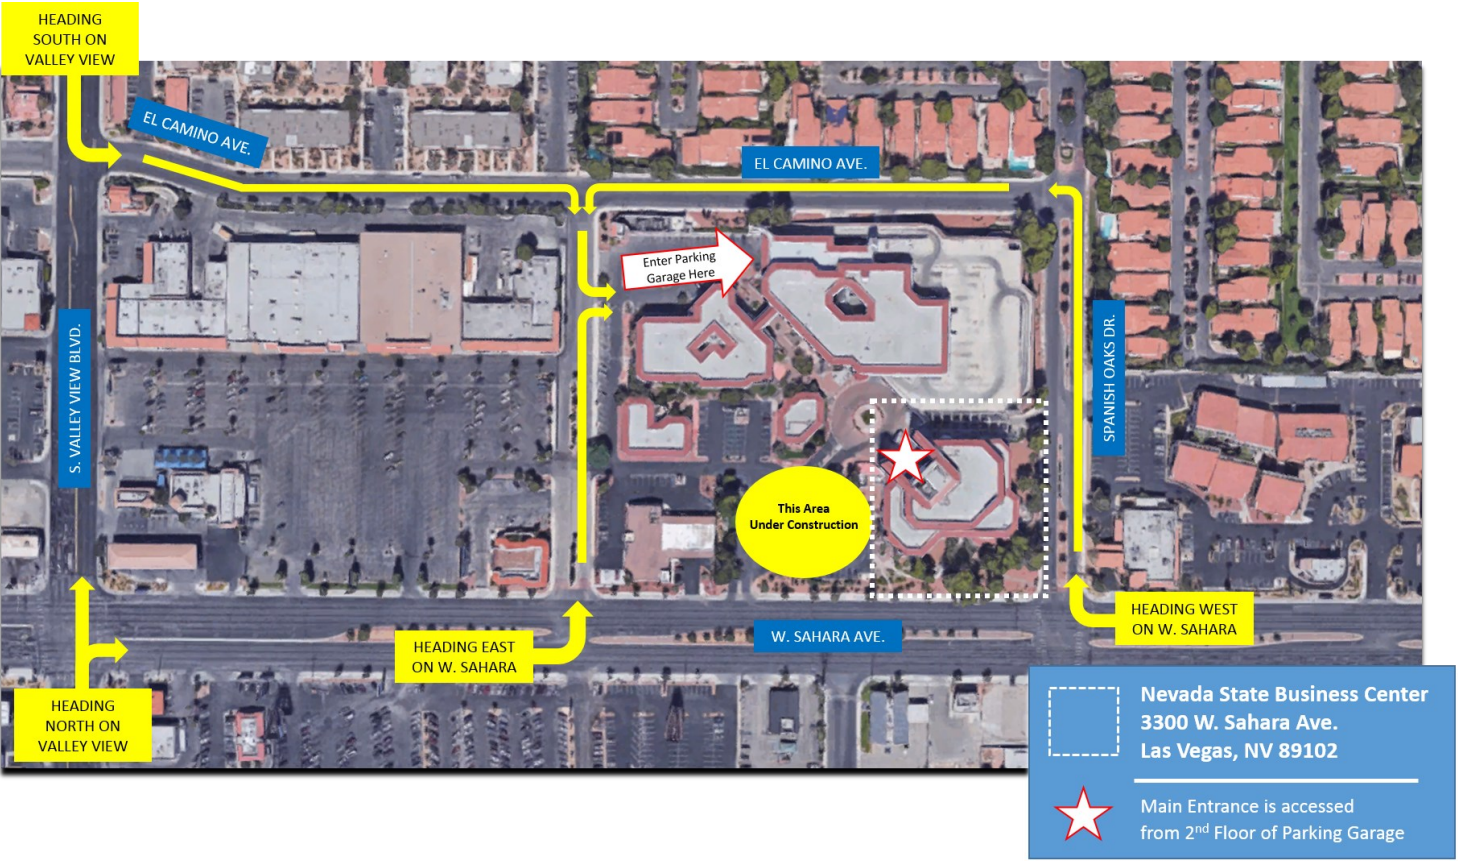 HEADING
SOUTH ON
VALLEY VIEW
EL CAMINO AVE.
EL CAMINO AVE.
Enter Parking
Garage Here
S. VALLEY VIEW BLVD.
SPANISH OAKS DR.
This Area
Under Construction
HEADING EAST
ON W. SAHARA
W. SAHARA AVE.
HEADING WEST
ON W. SAHARA
HEADING
NORTH ON
VALLEY VIEW
Nevada State Business Center
3300 W. Sahara Ave.
Las Vegas, NV 89102
Main Entrance is accessed
from 2nd Floor of Parking Garage